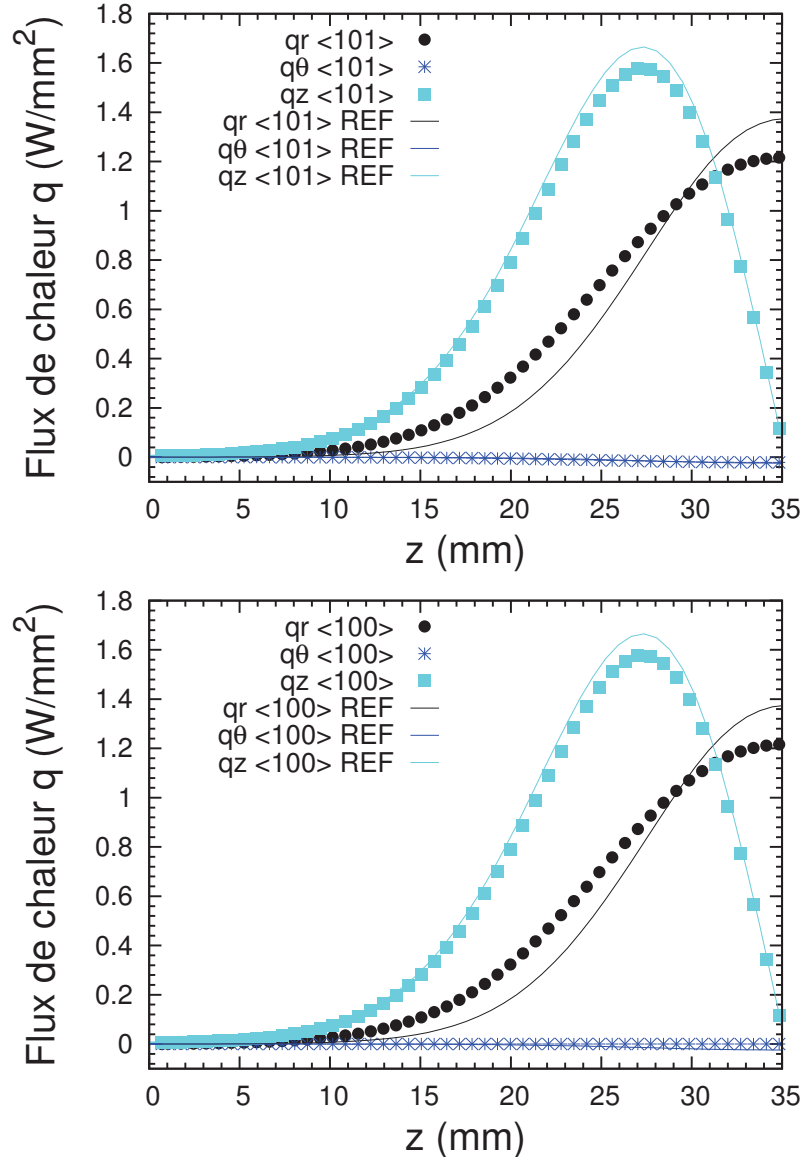 Flux de chaleur q (W/mm²)
1.8
1.6
1.4
1.2
1
0.8
0.6
0.4
0.2
0
qr <101>
qθ <101>
qz <101>
qr <101> REF
qθ <101> REF
qz <101> REF
0 5 10 15 20 25 30 35
z (mm)
Flux de chaleur q (W/mm²)
1.8
1.6
1.4
1.2
1
0.8
0.6
0.4
0.2
0
qr <100>
qθ <100>
qz <100>
qr <100> REF
qθ <100> REF
qz <100> REF
0 5 10 15 20 25 30 35
z (mm)